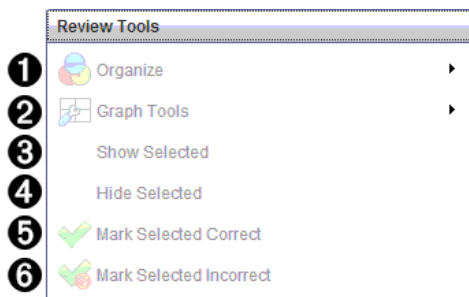 Review Tools
1 Organize
2 Graph Tools
3 Show Selected
4 Hide Selected
5 Mark Selected Correct
6 Mark Selected Incorrect